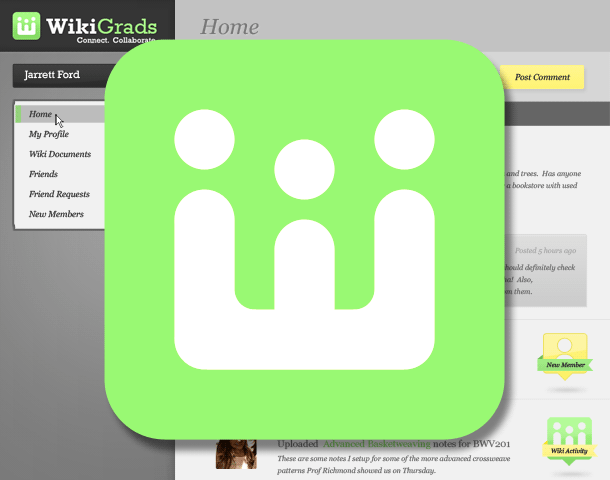 WikiGrads
Connect. Collaborate.
Home
Jarrett Ford
Post Comment
Home
My Profile
Wiki Documents
Friends
Friend Requests
New Members
and trees. Has anyone
a bookstore with used
Posted 5 hours ago
should definitely check
Also,
them.
New Member
Uploaded Advanced Basketweaving notes for BWV201
These are some notes I setup for some of the more advanced crossweave
patterns Prof Richmond showed us on Thursday.
Wiki Activity